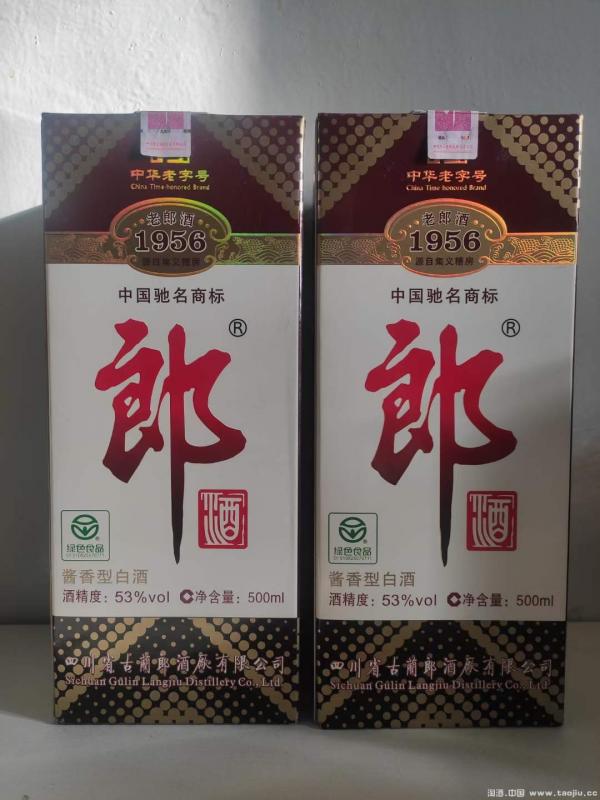 中华老字号
China Time-honored Brand
老郎酒
1956
源自集义糟房
中国驰名商标
郎®
酒
绿色食品
酱香型白酒
酒精度：53%vol
C净含量：500ml
四川省古蔺郎酒厂有限公司
Sichuan Gulin Langjiu Distillery Co., Ltd
中华老字号
China Time-honored Brand
老郎酒
1956
源自集义糟房
中国驰名商标
郎®
酒
绿色食品
酱香型白酒
酒精度：53%vol
C净含量：500ml
四川省古蔺郎酒厂有限公司
Sichuan Gulin Langjiu Distillery Co., Ltd
淘酒.中国 www.taojiu.cc